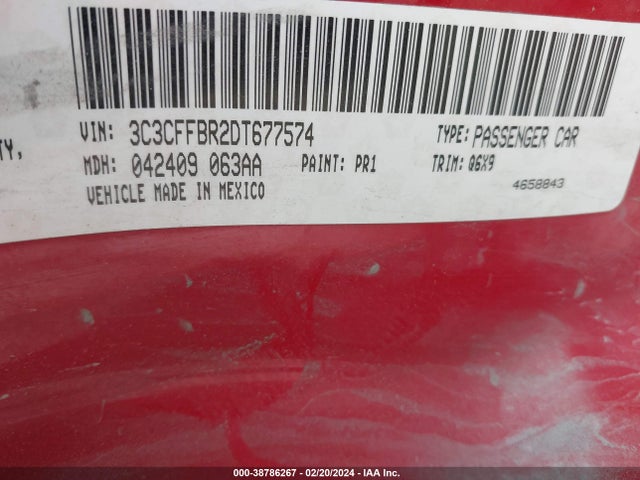 VIN: 3C3CFFBR2DT677574 TYPE: PASSENGER CAR
TY,
MDH: 042409 063AA PAINT: PR1 TRIM: Q6X9
VEHICLE MADE IN MEXICO
4658843
000-38786267 - 02/20/2024 - IAA Inc.